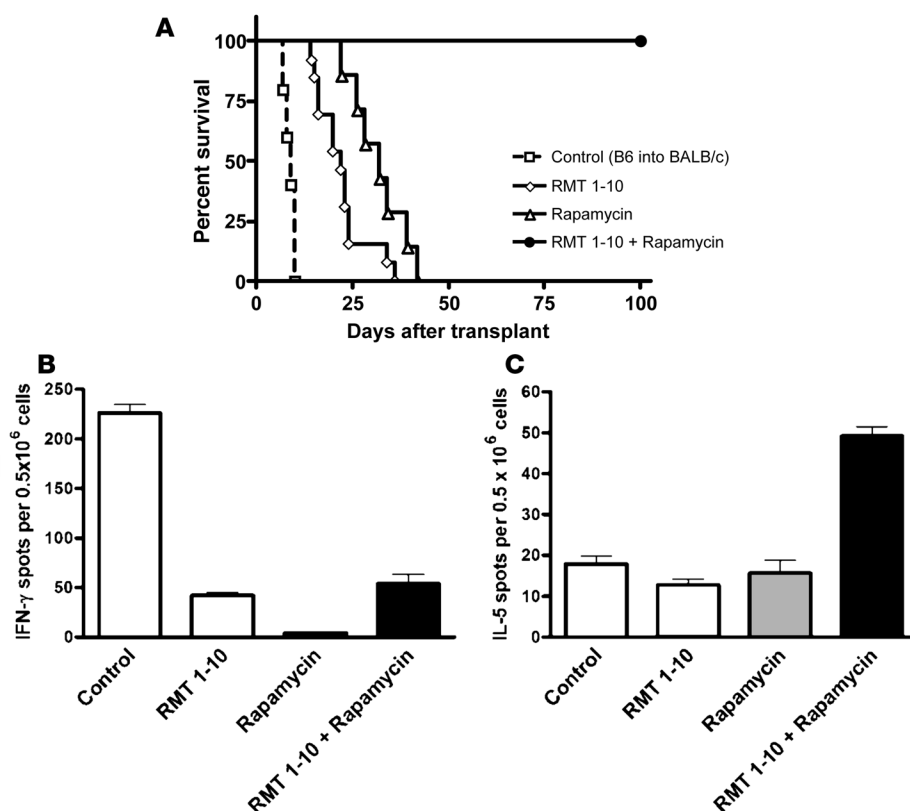 A
Percent survival
100
75
50
25
0
0 25 50 75 100
Days after transplant
Control (B6 into BALB/c)
RMT 1-10
Rapamycin
RMT 1-10 + Rapamycin
B
IFN-γ spots per 0.5x10⁶ cells
250
200
150
100
50
0
Control
RMT 1-10
Rapamycin
RMT 1-10 + Rapamycin
C
IL-5 spots per 0.5 x 10⁶ cells
60
50
40
30
20
10
0
Control
RMT 1-10
Rapamycin
RMT 1-10 + Rapamycin